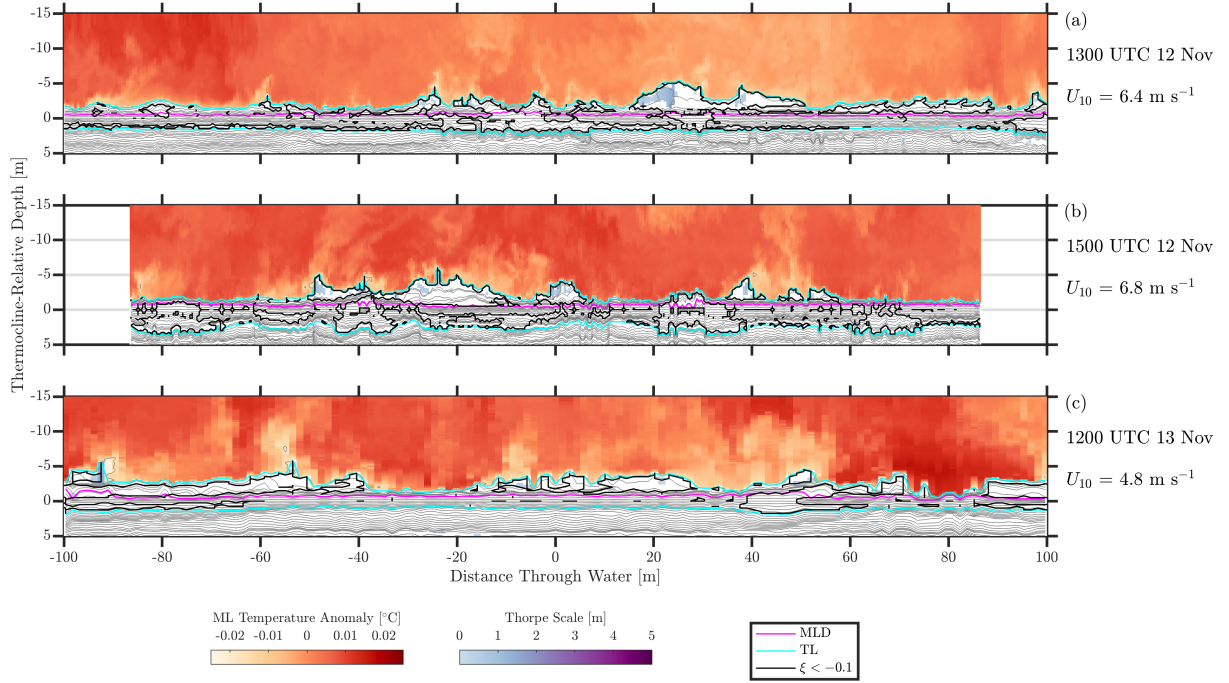 -15
-10
-5
0
5
(a)
1300 UTC 12 Nov
U₁₀ = 6.4 m s⁻¹
-15
-10
-5
0
5
(b)
1500 UTC 12 Nov
U₁₀ = 6.8 m s⁻¹
Thermocline-Relative Depth [m]
-15
-10
-5
0
5
(c)
1200 UTC 13 Nov
U₁₀ = 4.8 m s⁻¹
-100 -80 -60 -40 -20 0 20 40 60 80 100
Distance Through Water [m]
ML Temperature Anomaly [°C]
-0.02 -0.01 0 0.01 0.02
Thorpe Scale [m]
0 1 2 3 4 5
MLD
TL
ξ < −0.1